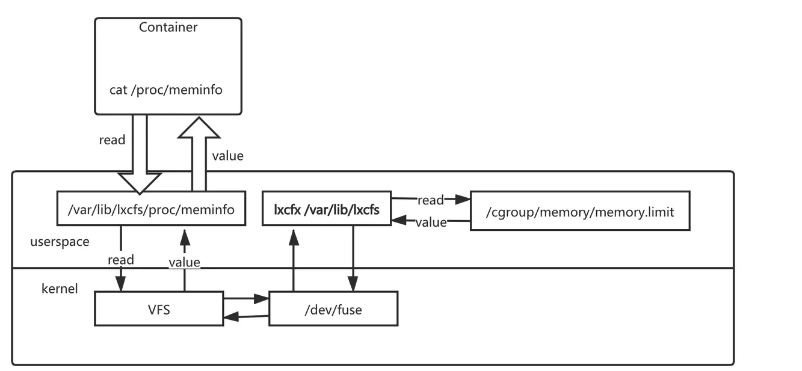 Container
cat /proc/meminfo
read
value
/var/lib/lxcfs/proc/meminfo
lxcfx /var/lib/lxcfs
read
value
/cgroup/memory/memory.limit
userspace
read
value
kernel
VFS
/dev/fuse